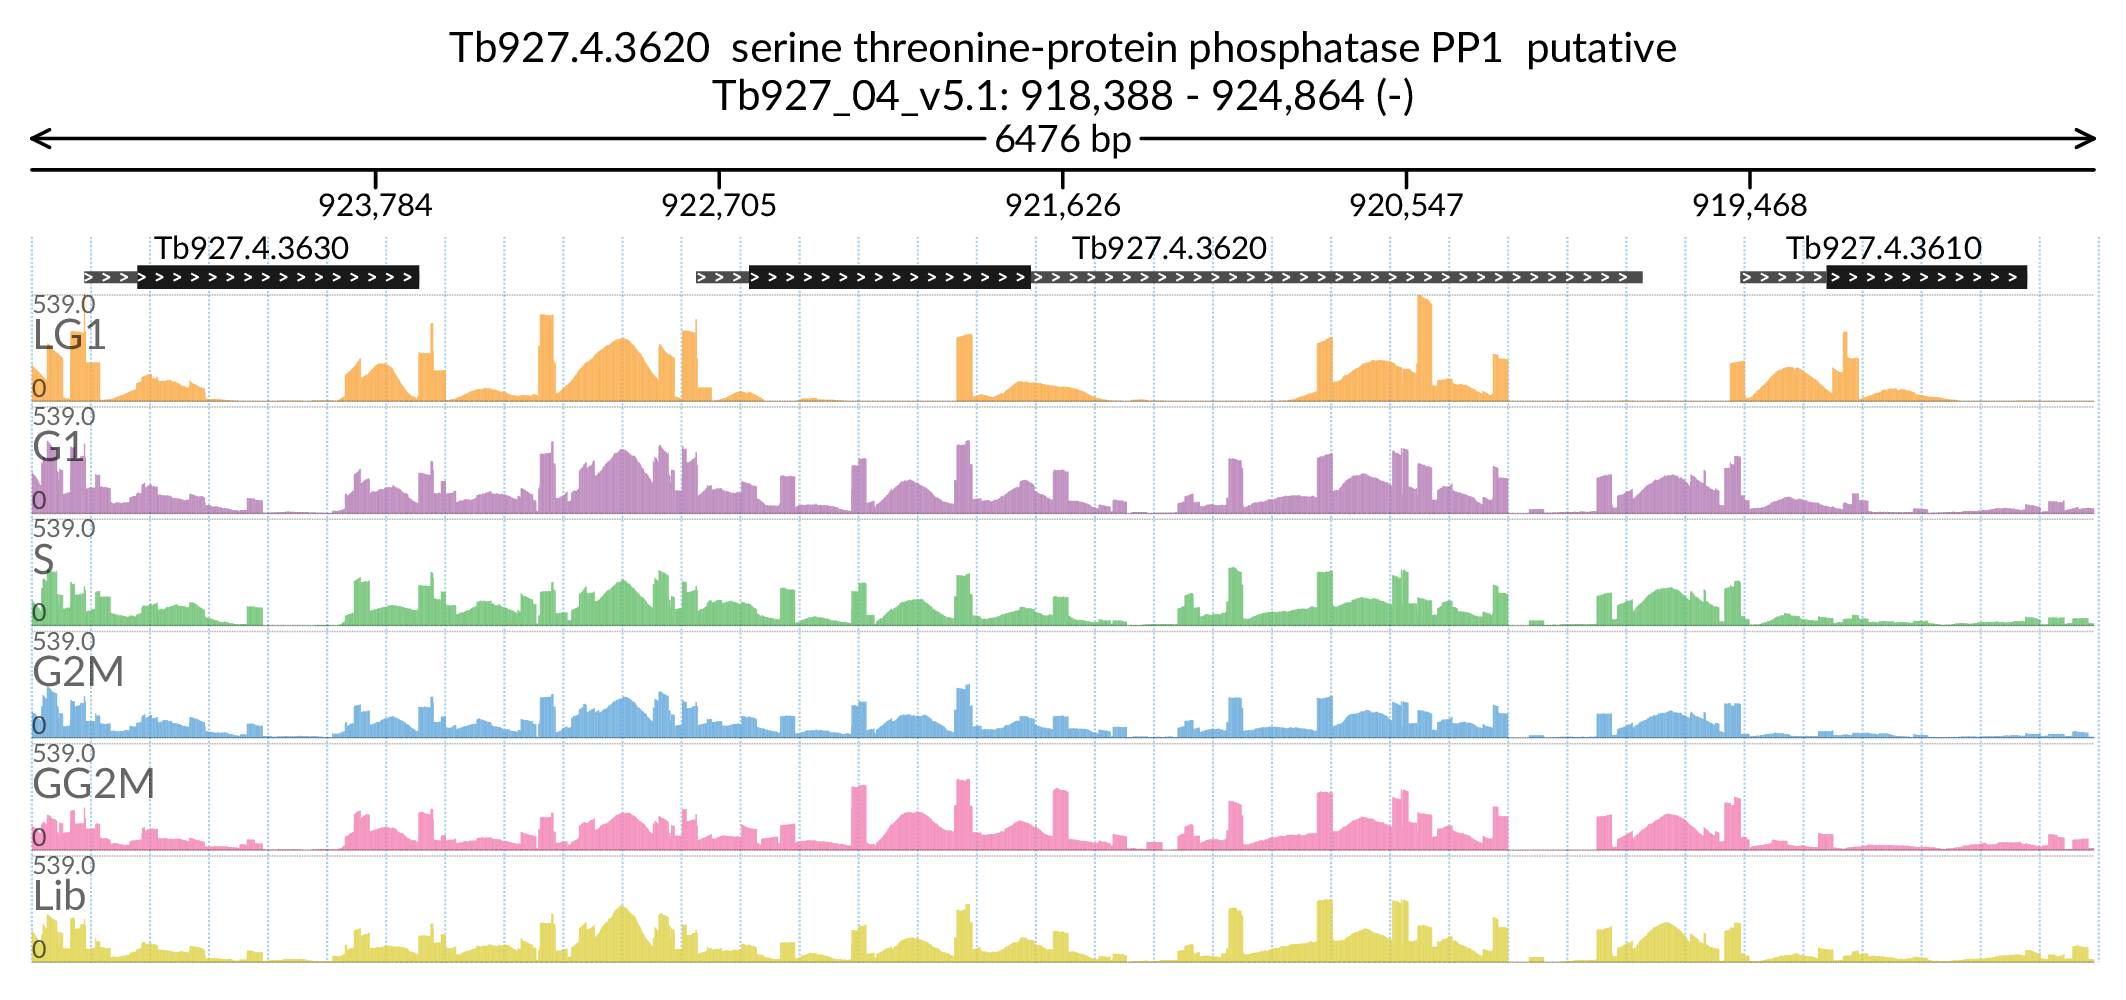 Tb927.4.3620  serine threonine-protein phosphatase PP1  putative
Tb927_04_v5.1: 918,388 - 924,864 (-)
6476 bp
923,784 922,705 921,626 920,547 919,468
Tb927.4.3630 Tb927.4.3620 Tb927.4.3610
539.0
LG1
0
539.0
G1
0
539.0
S
0
539.0
G2M
0
539.0
GG2M
0
539.0
Lib
0